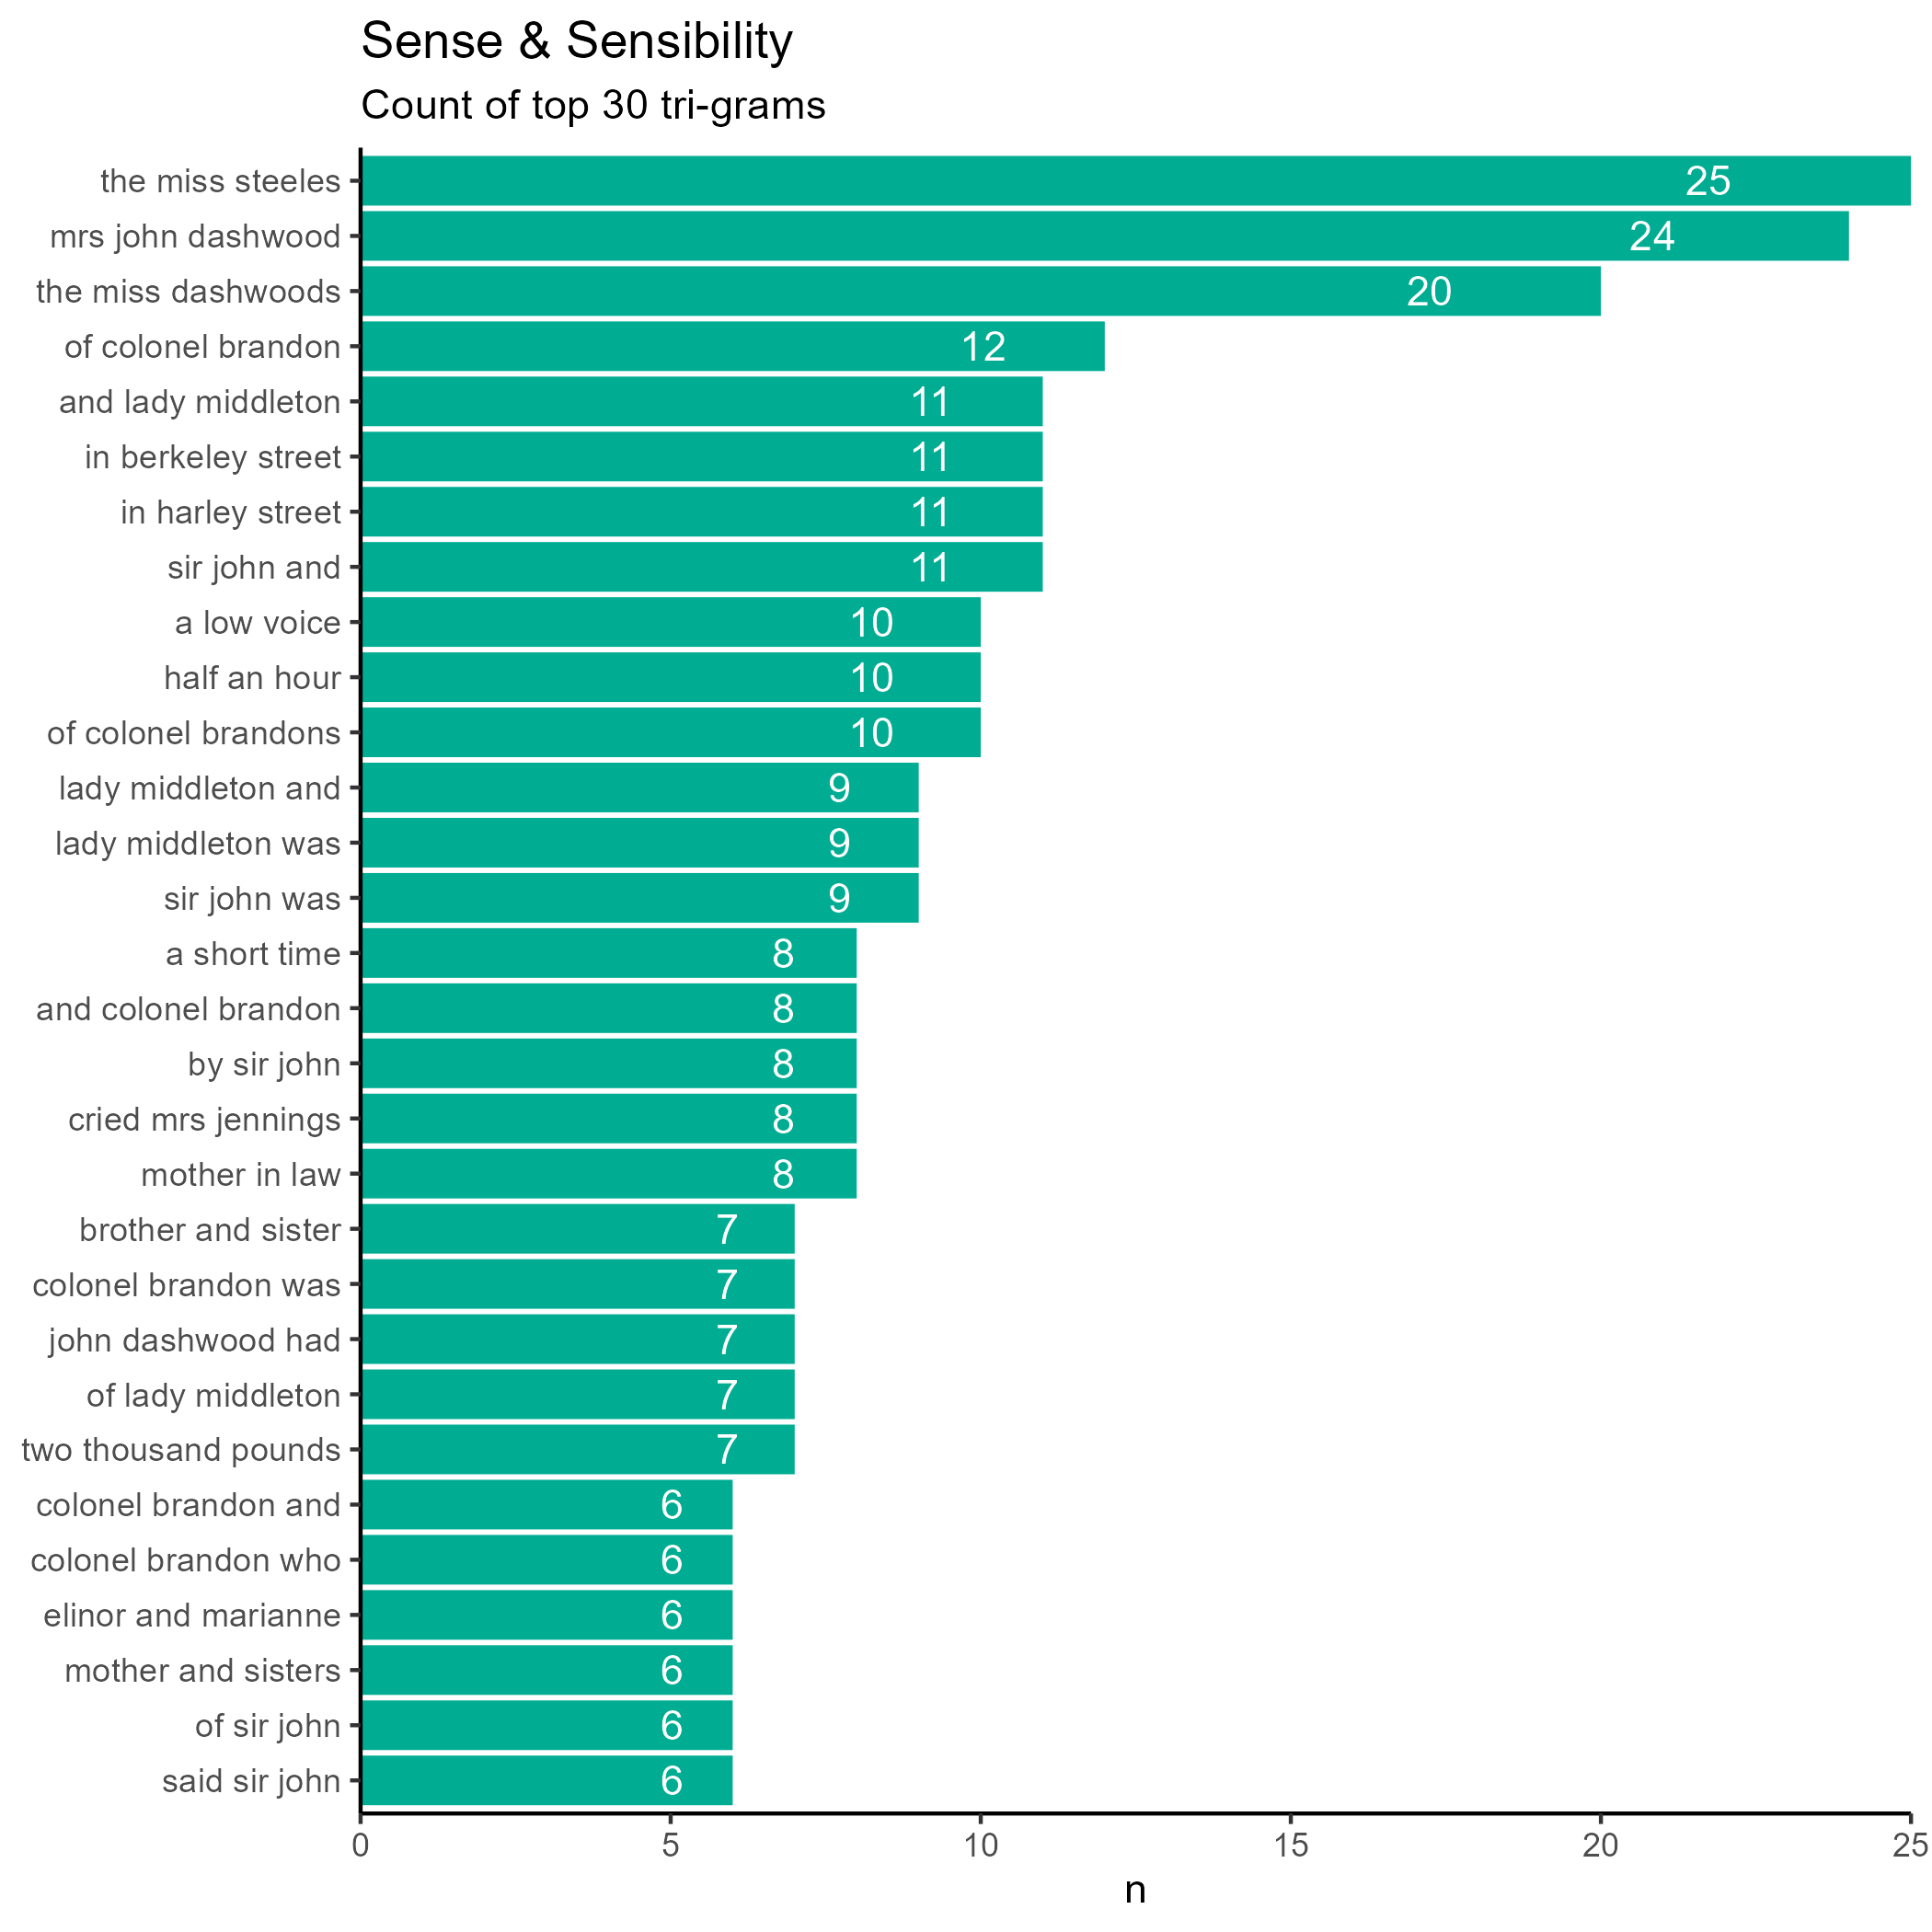 Sense & Sensibility
Count of top 30 tri-grams
the miss steeles 25
mrs john dashwood 24
the miss dashwoods 20
of colonel brandon 12
and lady middleton 11
in berkeley street 11
in harley street 11
sir john and 11
a low voice 10
half an hour 10
of colonel brandons 10
lady middleton and 9
lady middleton was 9
sir john was 9
a short time 8
and colonel brandon 8
by sir john 8
cried mrs jennings 8
mother in law 8
brother and sister 7
colonel brandon was 7
john dashwood had 7
of lady middleton 7
two thousand pounds 7
colonel brandon and 6
colonel brandon who 6
elinor and marianne 6
mother and sisters 6
of sir john 6
said sir john 6
0 5 10 15 20 25
n